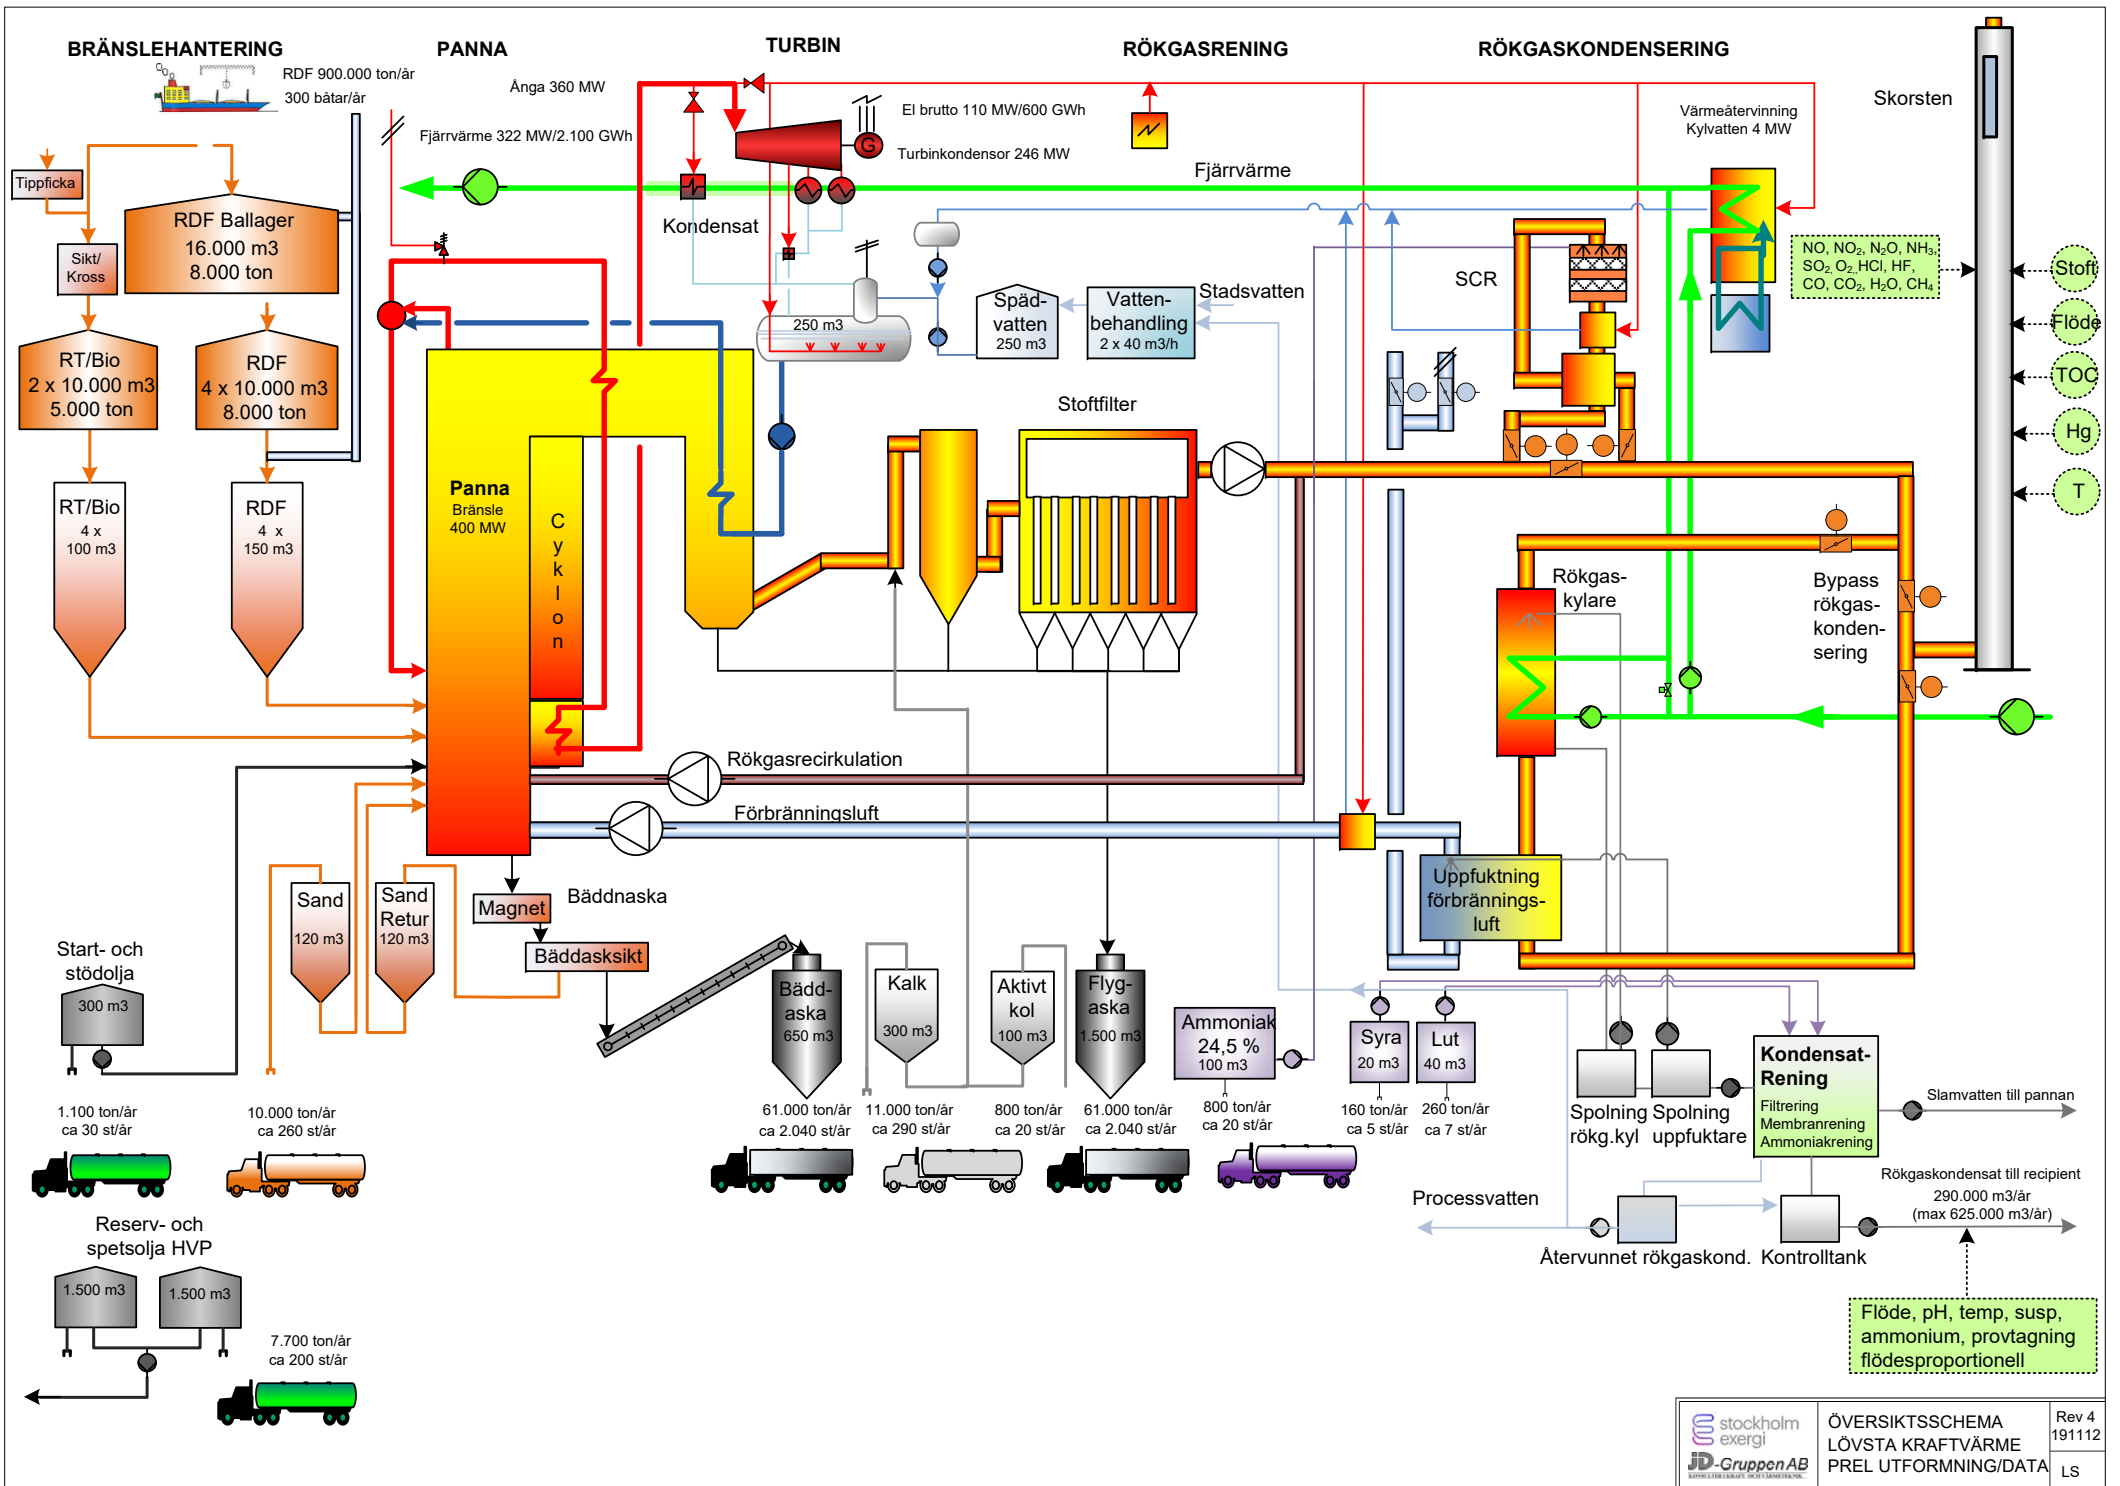 BRÄNSLEHANTERING
PANNA
TURBIN
RÖKGASRENING
RÖKGASKONDENSERING
RDF 900.000 ton/år
300 båtar/år
Ånga 360 MW
Fjärrvärme 322 MW/2.100 GWh
El brutto 110 MW/600 GWh
G
Turbinkondensor 246 MW
Värmeåtervinning
Kylvatten 4 MW
Skorsten
Fjärrvärme
Kondensat
Tippficka
RDF Ballager
16.000 m3
8.000 ton
Sikt/
Kross
RT/Bio
2 x 10.000 m3
5.000 ton
RDF
4 x 10.000 m3
8.000 ton
RT/Bio
4 x
100 m3
RDF
4 x
150 m3
250 m3
Späd-
vatten
250 m3
Vatten-
behandling
2 x 40 m3/h
Stadsvatten
SCR
NO, NO₂, N₂O, NH₃,
SO₂, O₂, HCl, HF,
CO, CO₂, H₂O, CH₄
Stoft
Flöde
TOC
Hg
T
Stoftfilter
Panna
Bränsle
400 MW
C
y
k
l
o
n
Rökgas-
kylare
Bypass
rökgas-
konden-
sering
Rökgasrecirkulation
Förbränningsluft
Uppfuktning
förbrännings-
luft
Magnet
Bäddnaska
Bäddasksikt
Sand
120 m3
Sand
Retur
120 m3
Start- och
stödolja
300 m3
Bädd-
aska
650 m3
Kalk
300 m3
Aktivt
kol
100 m3
Flyg-
aska
1.500 m3
Ammoniak
24,5 %
100 m3
Syra
20 m3
Lut
40 m3
Kondensat-
Rening
Filtrering
Membranrening
Ammoniakrening
Spolning
rökg.kyl
Spolning
uppfuktare
Slamvatten till pannan
1.100 ton/år
ca 30 st/år
10.000 ton/år
ca 260 st/år
61.000 ton/år
ca 2.040 st/år
11.000 ton/år
ca 290 st/år
800 ton/år
ca 20 st/år
61.000 ton/år
ca 2.040 st/år
800 ton/år
ca 20 st/år
160 ton/år
ca 5 st/år
260 ton/år
ca 7 st/år
Rökgaskondensat till recipient
290.000 m3/år
(max 625.000 m3/år)
Processvatten
Återvunnet rökgaskond.
Kontrolltank
Reserv- och
spetsolja HVP
1.500 m3
1.500 m3
7.700 ton/år
ca 200 st/år
Flöde, pH, temp, susp,
ammonium, provtagning
flödesproportionell
stockholm
exergi
JD-Gruppen AB
KONSULTER I KRAFT- OCH VÄRMETEKNIK
ÖVERSIKTSSCHEMA
LÖVSTA KRAFTVÄRME
PREL UTFORMNING/DATA
Rev 4
191112
LS